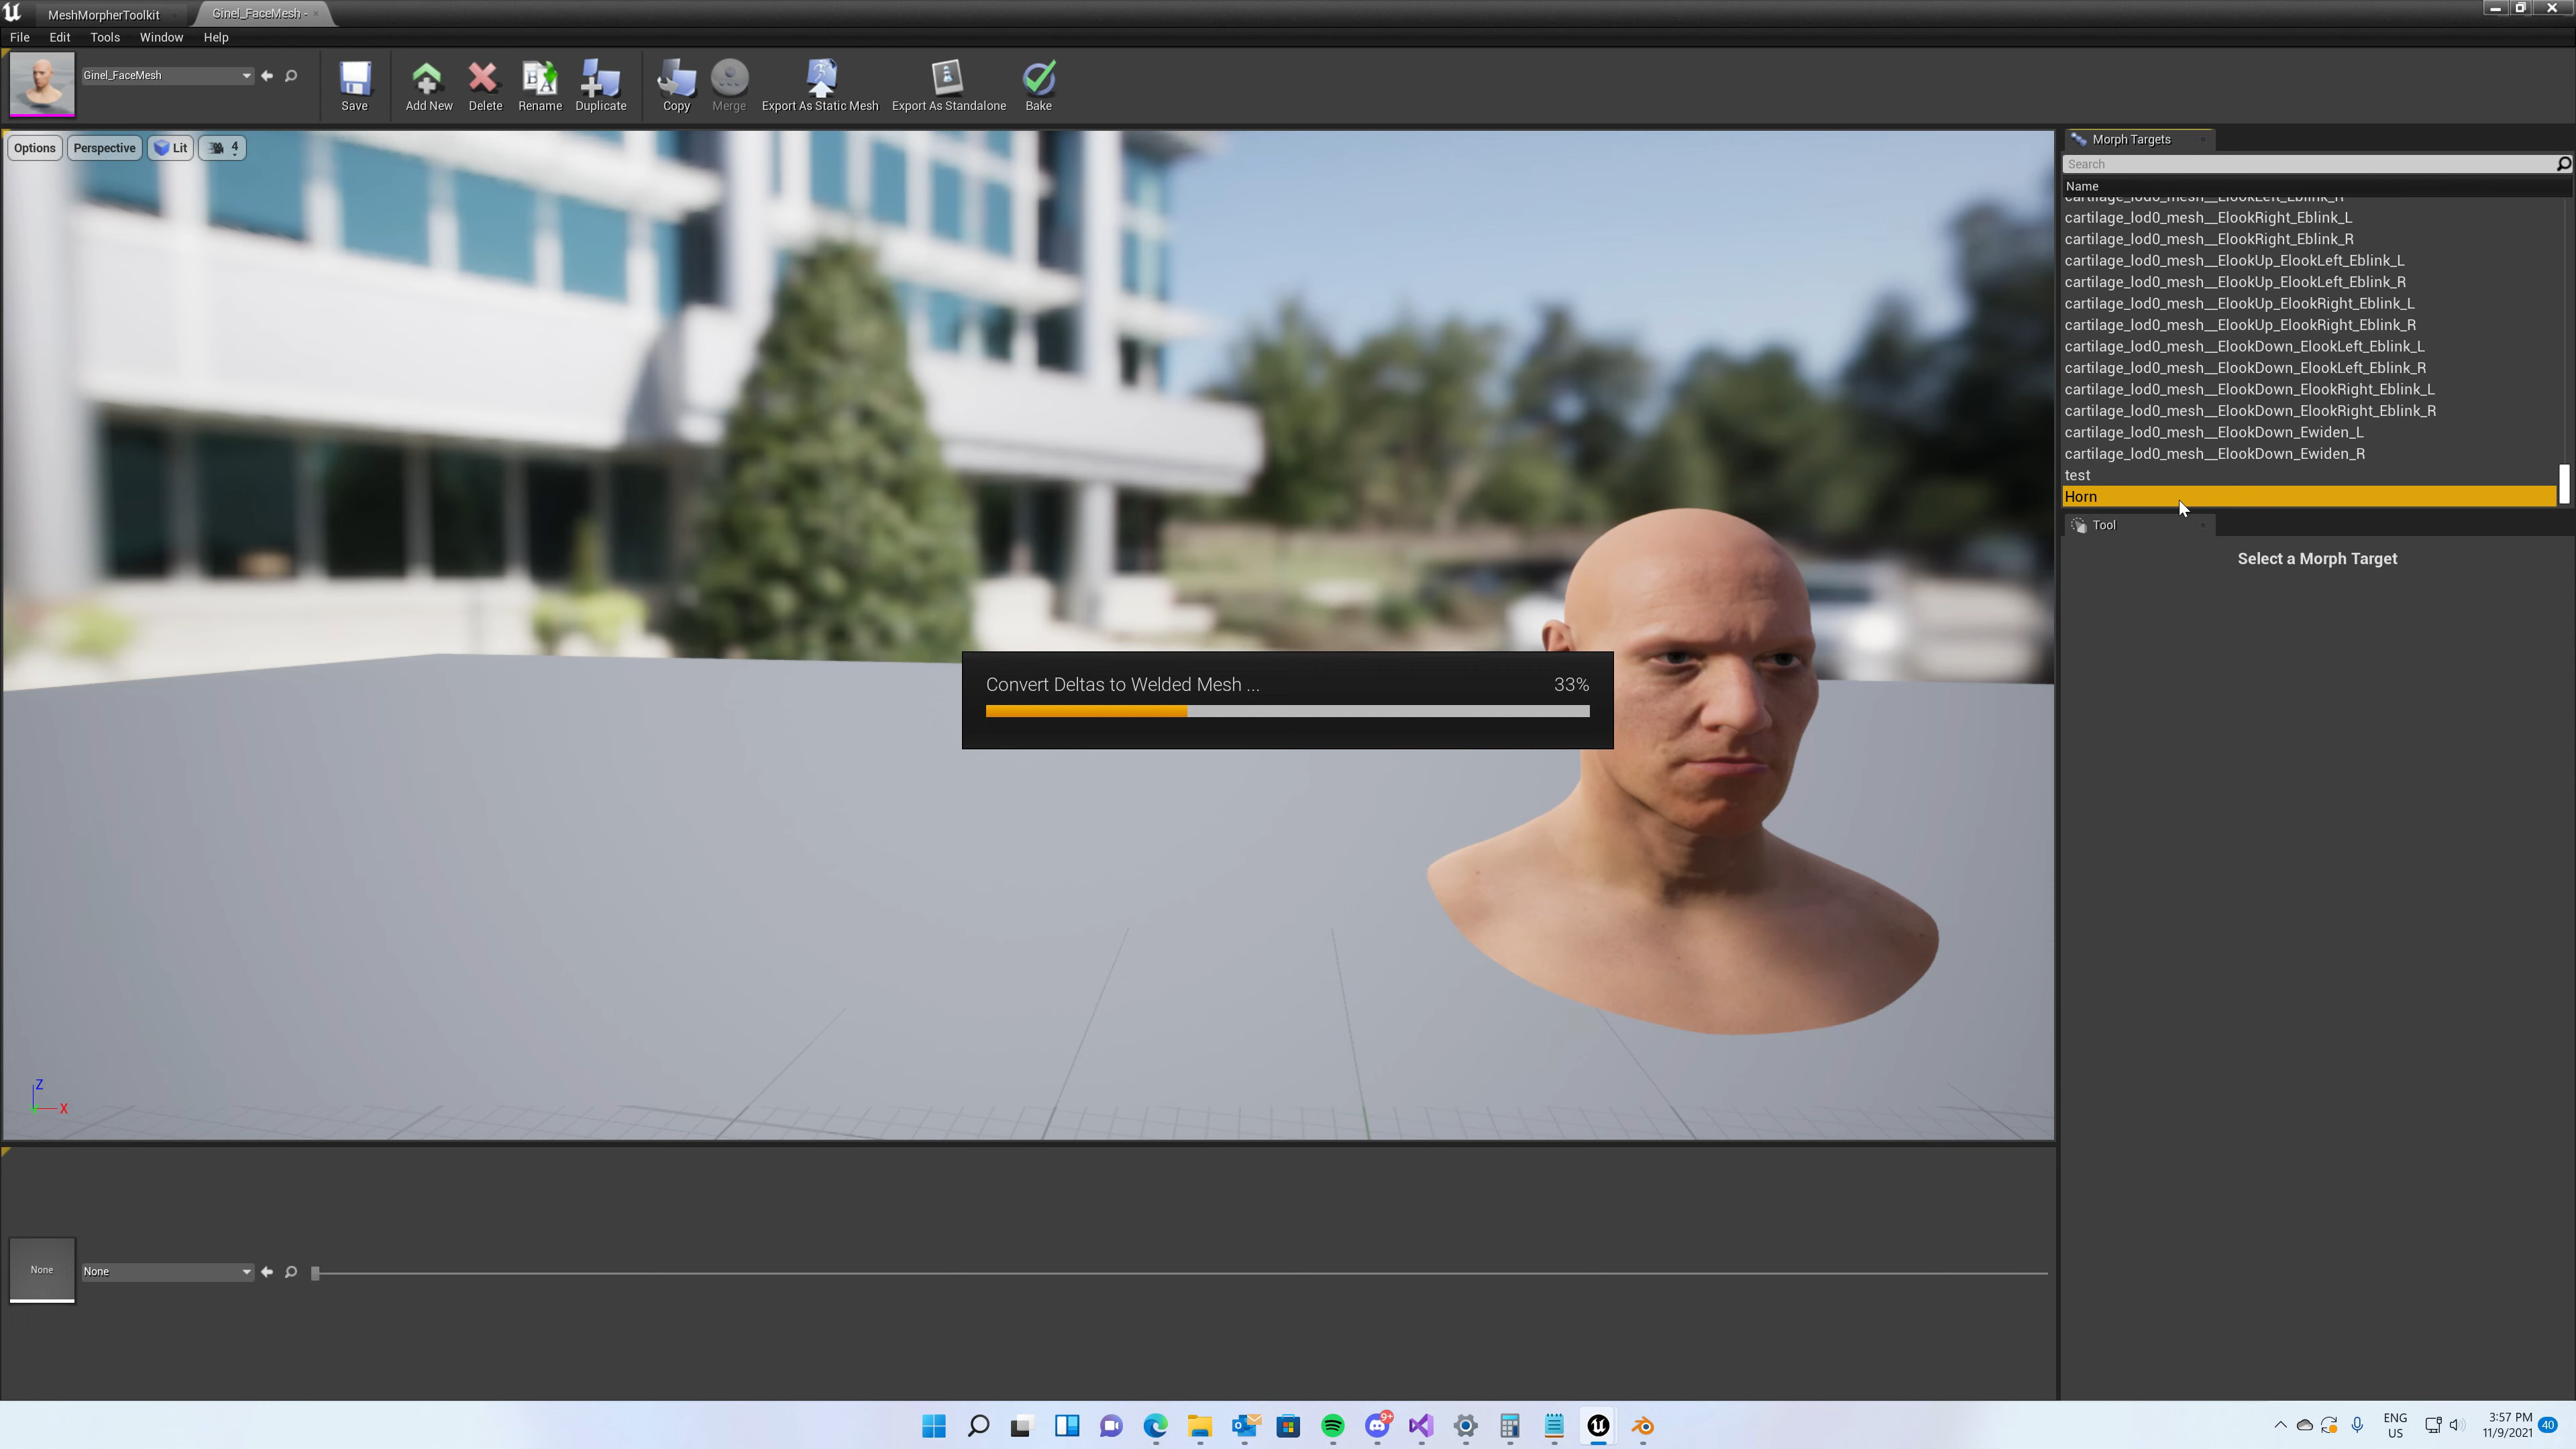 MeshMorpherToolkit
Ginel_FaceMesh -
File Edit Tools Window Help
Ginel_FaceMesh
Save
Add New
Delete
Rename
Duplicate
Copy
Merge
Export As Static Mesh
Export As Standalone
Bake
Options
Perspective
Lit
4
Morph Targets
Search
Name
cartilage_lod0_mesh__ElookLeft_Eblink_R
cartilage_lod0_mesh__ElookRight_Eblink_L
cartilage_lod0_mesh__ElookRight_Eblink_R
cartilage_lod0_mesh__ElookUp_ElookLeft_Eblink_L
cartilage_lod0_mesh__ElookUp_ElookLeft_Eblink_R
cartilage_lod0_mesh__ElookUp_ElookRight_Eblink_L
cartilage_lod0_mesh__ElookUp_ElookRight_Eblink_R
cartilage_lod0_mesh__ElookDown_ElookLeft_Eblink_L
cartilage_lod0_mesh__ElookDown_ElookLeft_Eblink_R
cartilage_lod0_mesh__ElookDown_ElookRight_Eblink_L
cartilage_lod0_mesh__ElookDown_ElookRight_Eblink_R
cartilage_lod0_mesh__ElookDown_Ewiden_L
cartilage_lod0_mesh__ElookDown_Ewiden_R
test
Horn
Tool
Select a Morph Target
Convert Deltas to Welded Mesh ... 33%
Z
X
None
None
9+
ENG
US
3:57 PM
11/9/2021
40